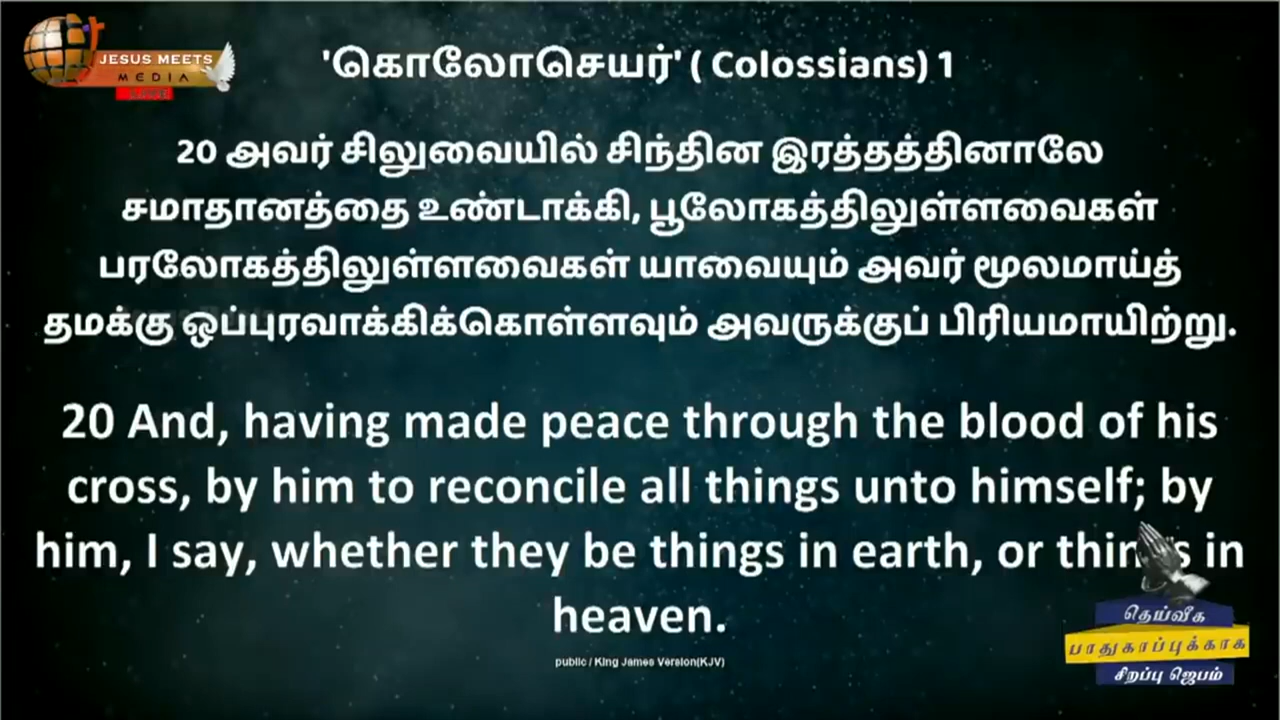 JESUS MEETS
MEDIA
LIVE
'கொலோசெயர்' ( Colossians) 1
20 அவர் சிலுவையில் சிந்தின இரத்தத்தினாலே
சமாதானத்தை உண்டாக்கி, பூலோகத்திலுள்ளவைகள்
பரலோகத்திலுள்ளவைகள் யாவையும் அவர் மூலமாய்த்
தமக்கு ஒப்புரவாக்கிக்கொள்ளவும் அவருக்குப் பிரியமாயிற்று.
20 And, having made peace through the blood of his
cross, by him to reconcile all things unto himself; by
him, I say, whether they be things in earth, or things in
heaven.
public / King James Version(KJV)
தெய்வீக
பாதுகாப்புக்காக
சிறப்பு ஜெபம்